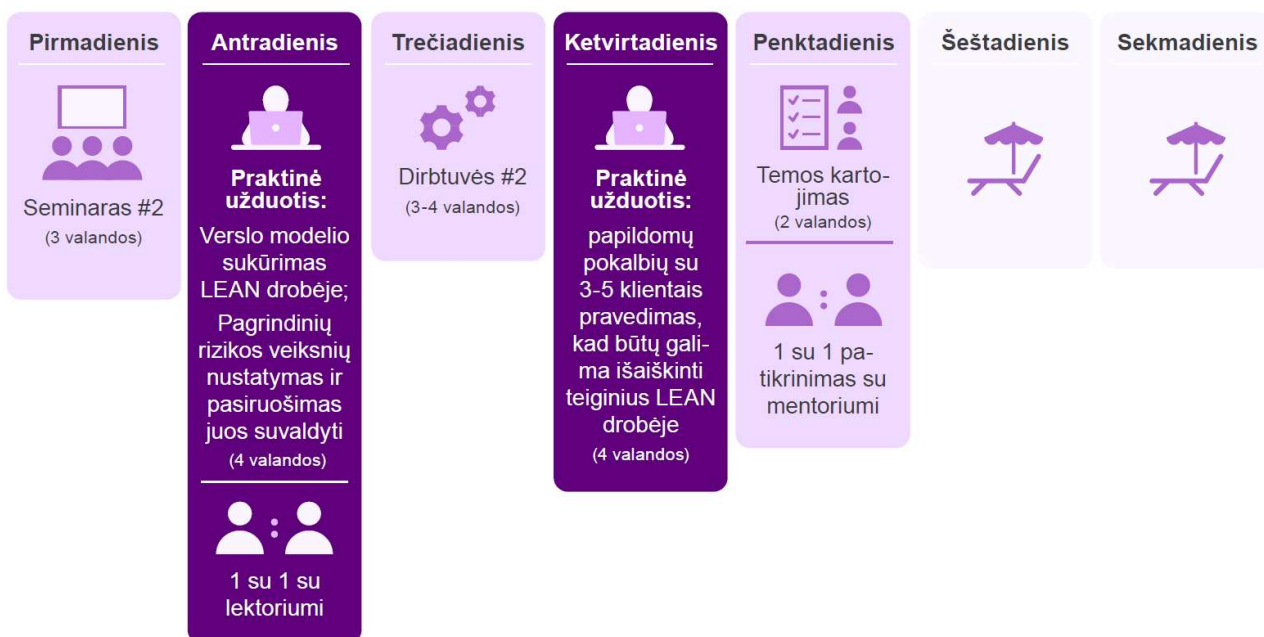 Pirmadienis
Seminaras #2
(3 valandos)
Antradienis
Praktinė
užduotis:
Verslo modelio
sukūrimas
LEAN drobėje;
Pagrindinių
rizikos veiksnių
nustatymas ir
pasiruošimas
juos suvaldyti
(4 valandos)
1 su 1 su
lektoriumi
Trečiadienis
Dirbtuvės #2
(3-4 valandos)
Ketvirtadienis
Praktinė
užduotis:
papildomų
pokalbių su
3-5 klientais
pravedimas,
kad būtų gali-
ma išaiškinti
teiginius LEAN
drobėje
(4 valandos)
Penktadienis
Temos karto-
jimas
(2 valandos)
1 su 1 pa-
tikrinimas su
mentoriumi
Šeštadienis
Sekmadienis